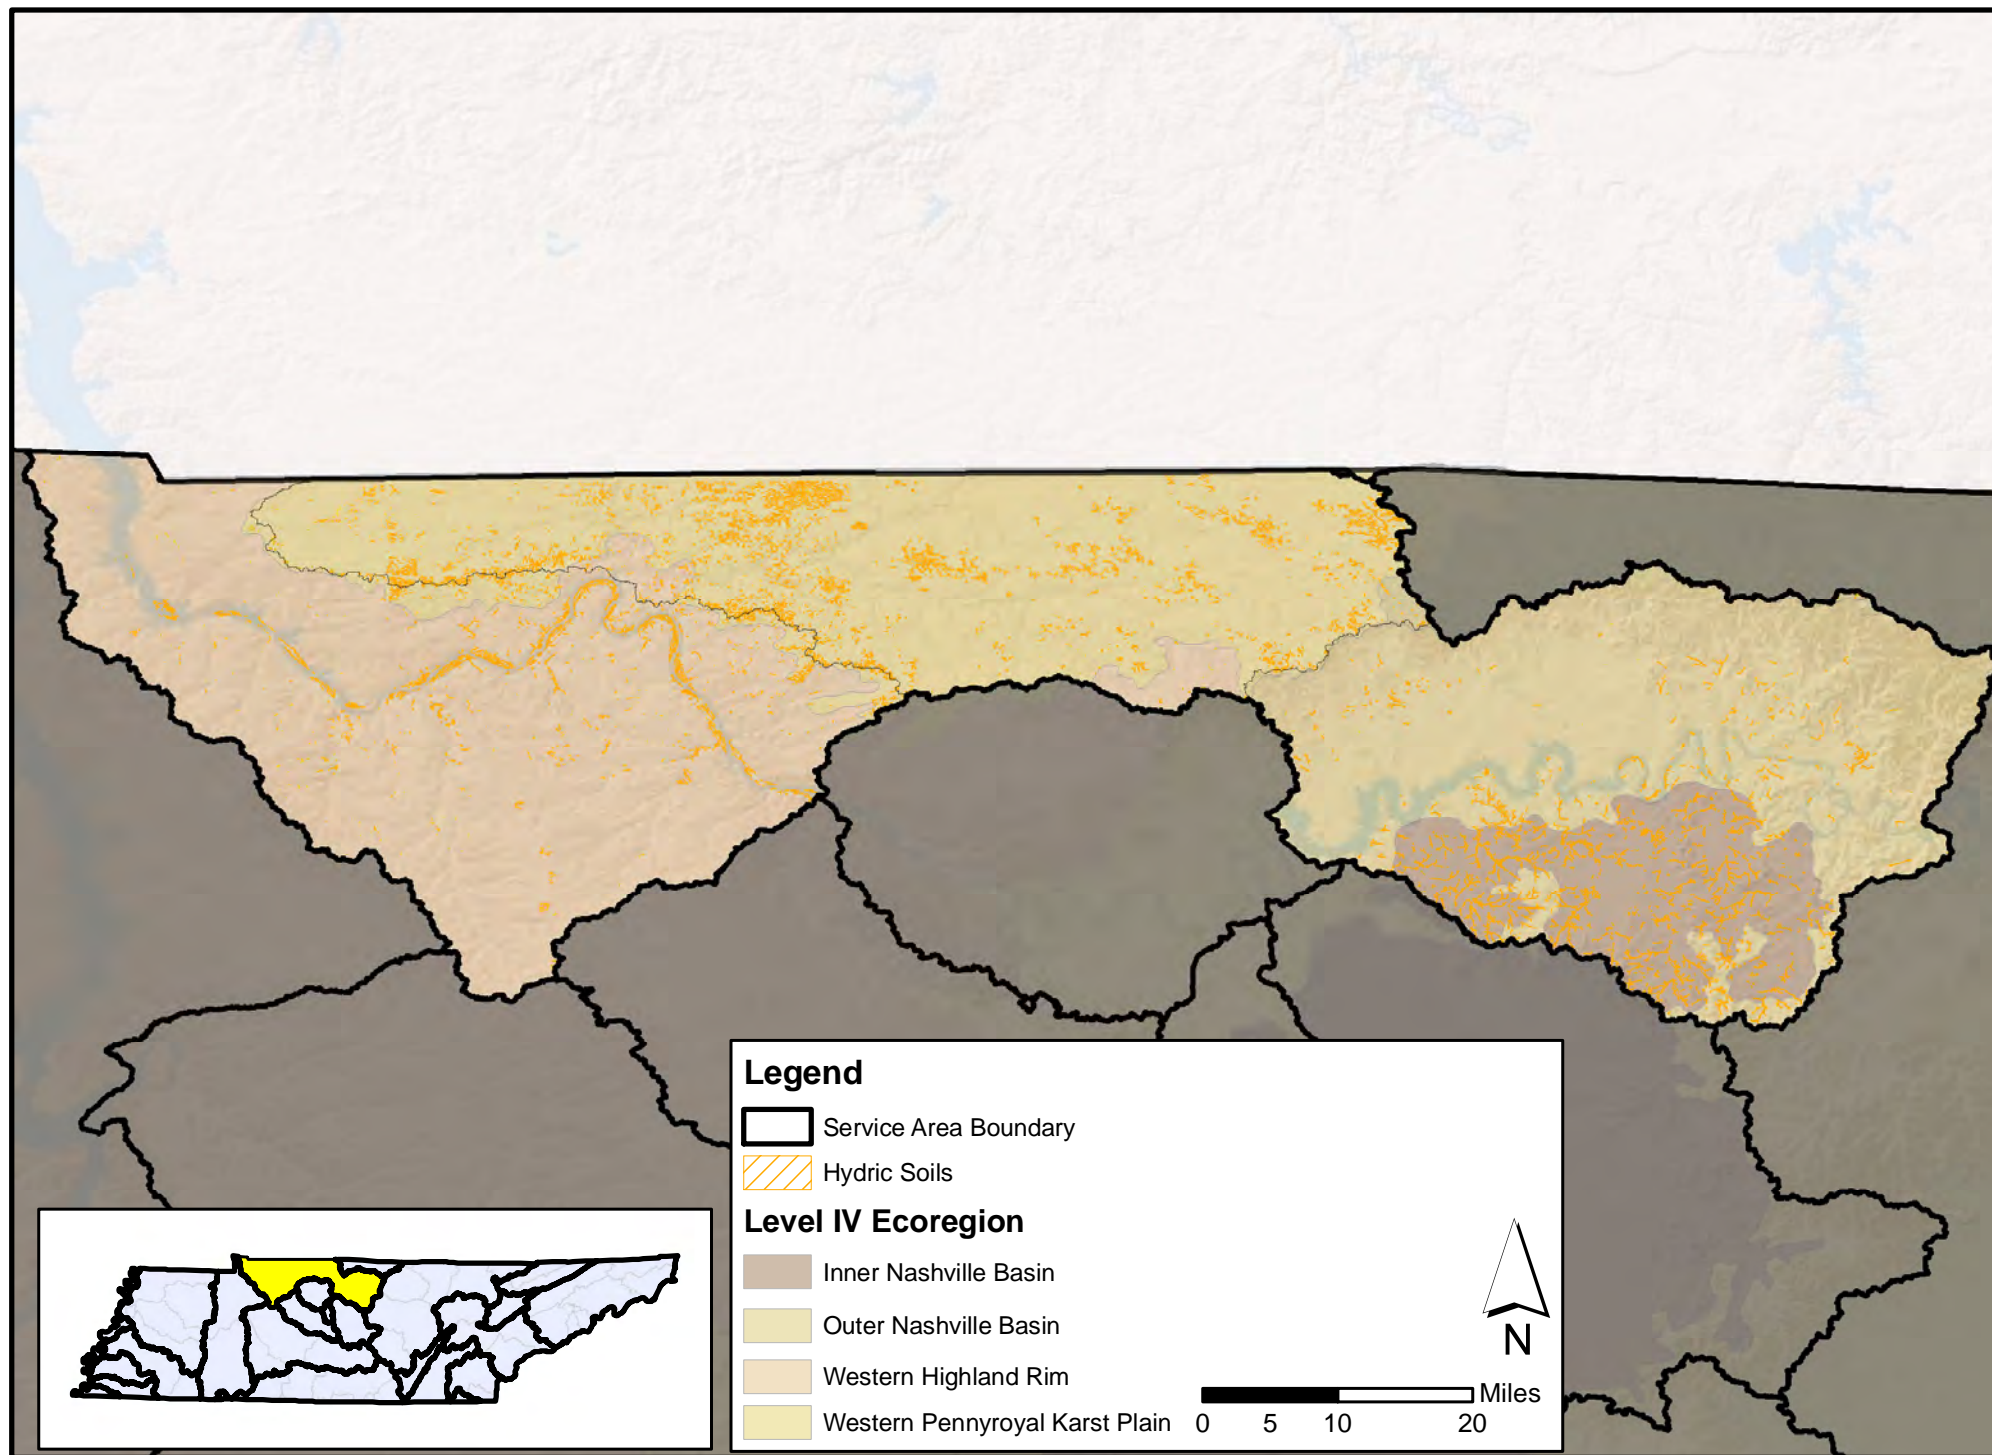 Legend
Service Area Boundary
Hydric Soils
Level IV Ecoregion
Inner Nashville Basin
Outer Nashville Basin
Western Highland Rim
Western Pennyroyal Karst Plain
N
Miles
0 5 10 20